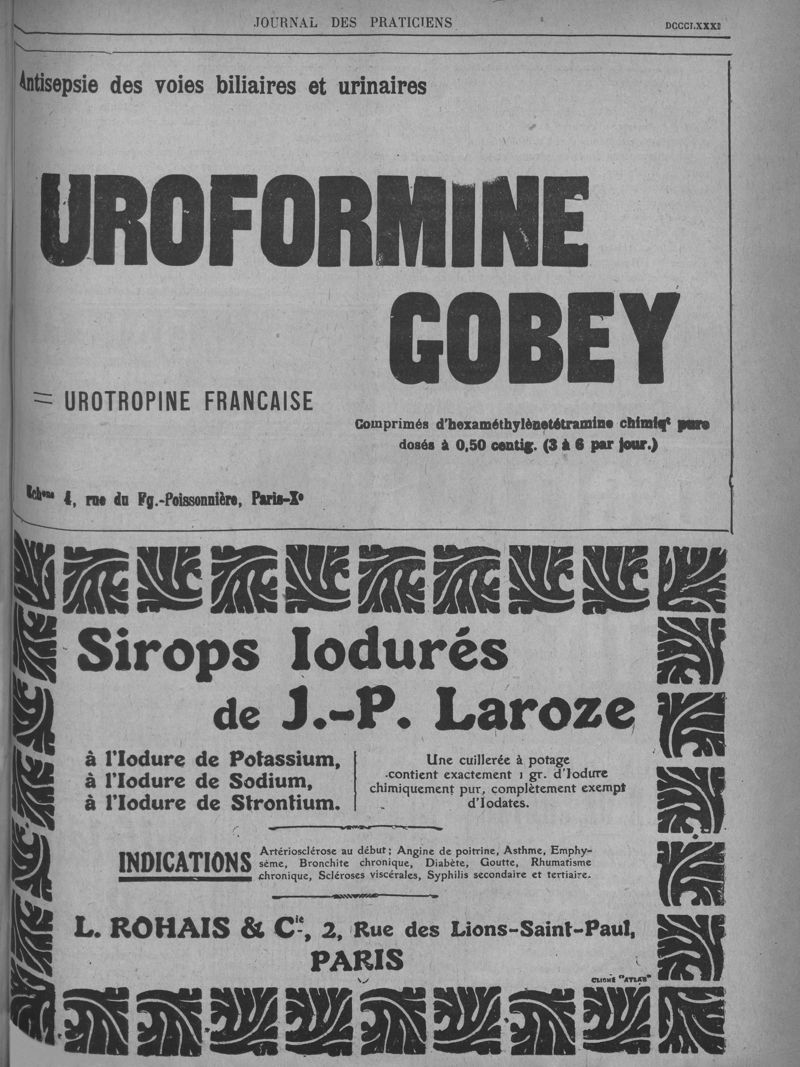 JOURNAL DES PRATICIENS
Antisepsie des voies biliaires et urinaires
UROFORMINE
GOBEY
= UROTROPINE FRANCAISE
Comprimés d'hexaméthylènetétramine chimiqt pure
dosés à 0,50 centig. (3 à 6 par jour.)
Echons 4, rue du Fg.-Poissonnière, Paris-Xe
Sirops Iodurés
de J.-P. Laroze
à l'Iodure de Potassium,
à l'Iodure de Sodium,
à l'Iodure de Strontium.
Une cuillerée à potage
contient exactement 1 gr. d'Iodure
chimiquement pur, complètement exempt
d'Iodates.
INDICATIONS
Artériosclérose au début; Angine de poitrine, Asthme, Emphy-
sème, Bronchite chronique, Diabète, Goutte, Rhumatisme
chronique, Scléroses viscérales, Syphilis secondaire et tertiaire.
L. ROHAIS & Cie, 2, Rue des Lions-Saint-Paul,
PARIS
CLICHÉ "ATLAS"